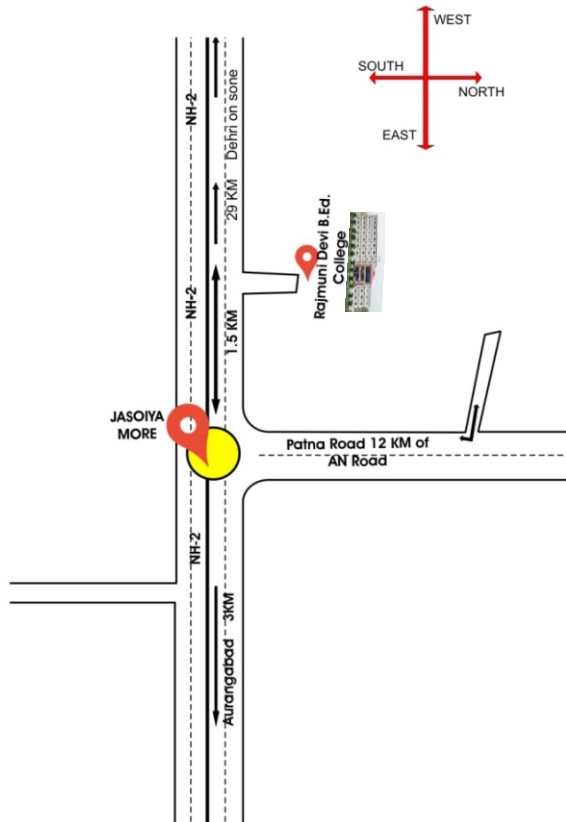 WEST
SOUTH
NORTH
EAST
NH-2
29 KM Dehri on sone
Rajmuni Devi B.Ed.
College
NH-2
1.5 KM
JASOIYA
MORE
Patna Road 12 KM of
AN Road
NH-2
Aurangabad 3KM